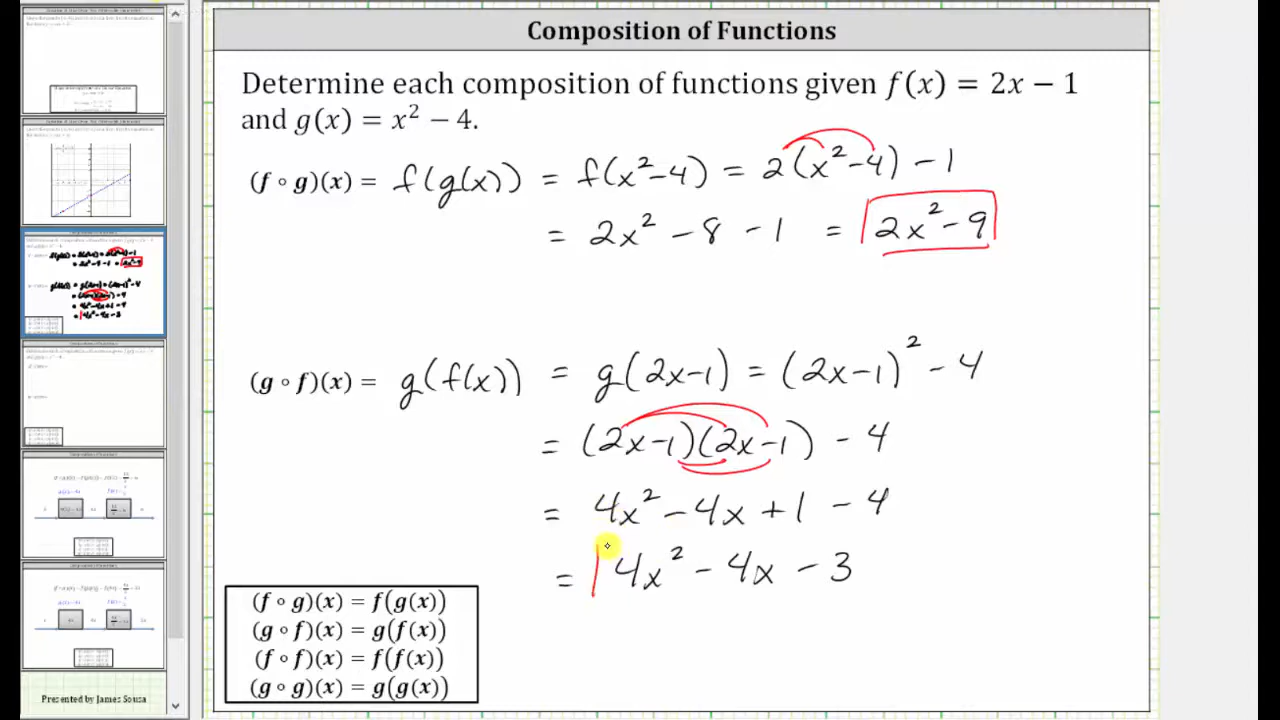 Composition of Functions
Determine each composition of functions given f(x) = 2x − 1
and g(x) = x² − 4.
(f ∘ g)(x) = f(g(x)) = f(x²−4) = 2(x²−4) − 1
= 2x² − 8 − 1 = 2x² − 9
(g ∘ f)(x) = g(f(x)) = g(2x−1) = (2x−1)² − 4
= (2x−1)(2x−1) − 4
= 4x² − 4x + 1 − 4
= 4x² − 4x − 3
(f ∘ g)(x) = f(g(x))
(g ∘ f)(x) = g(f(x))
(f ∘ f)(x) = f(f(x))
(g ∘ g)(x) = g(g(x))
Presented by James Sousa